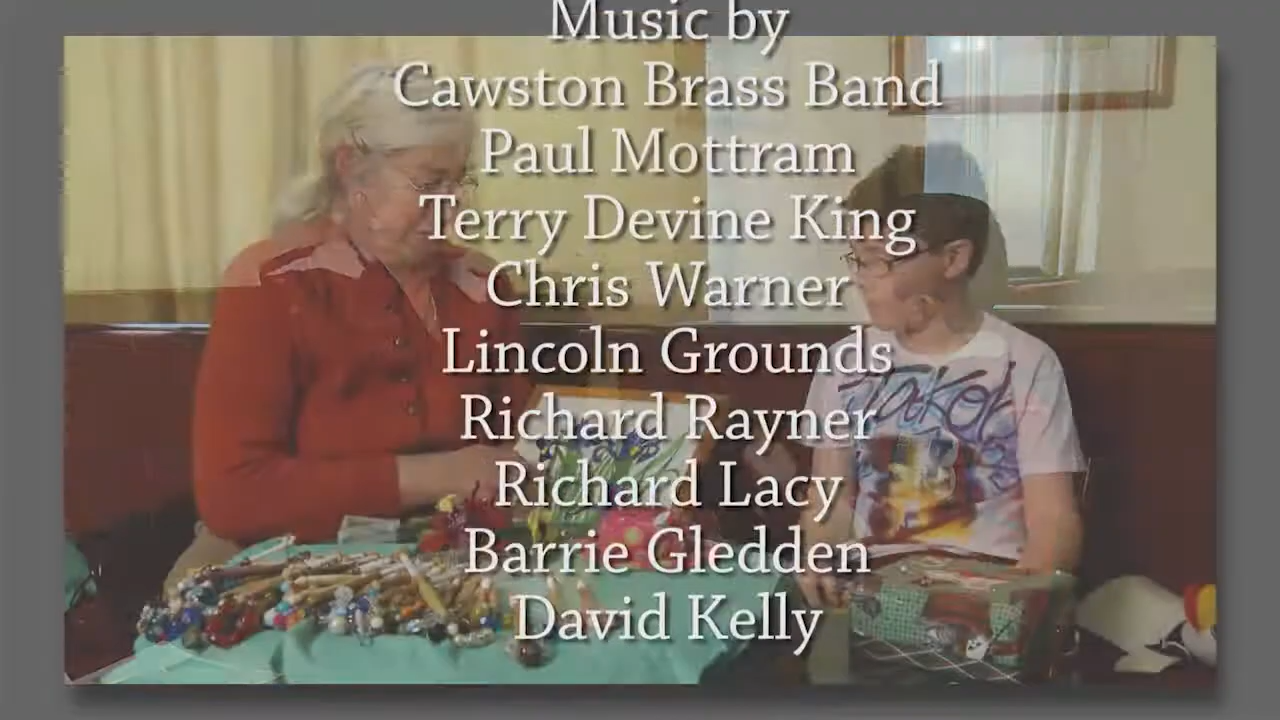 Music by
Cawston Brass Band
Paul Mottram
Terry Devine King
Chris Warner
Lincoln Grounds
Richard Rayner
Richard Lacy
Barrie Gledden
David Kelly